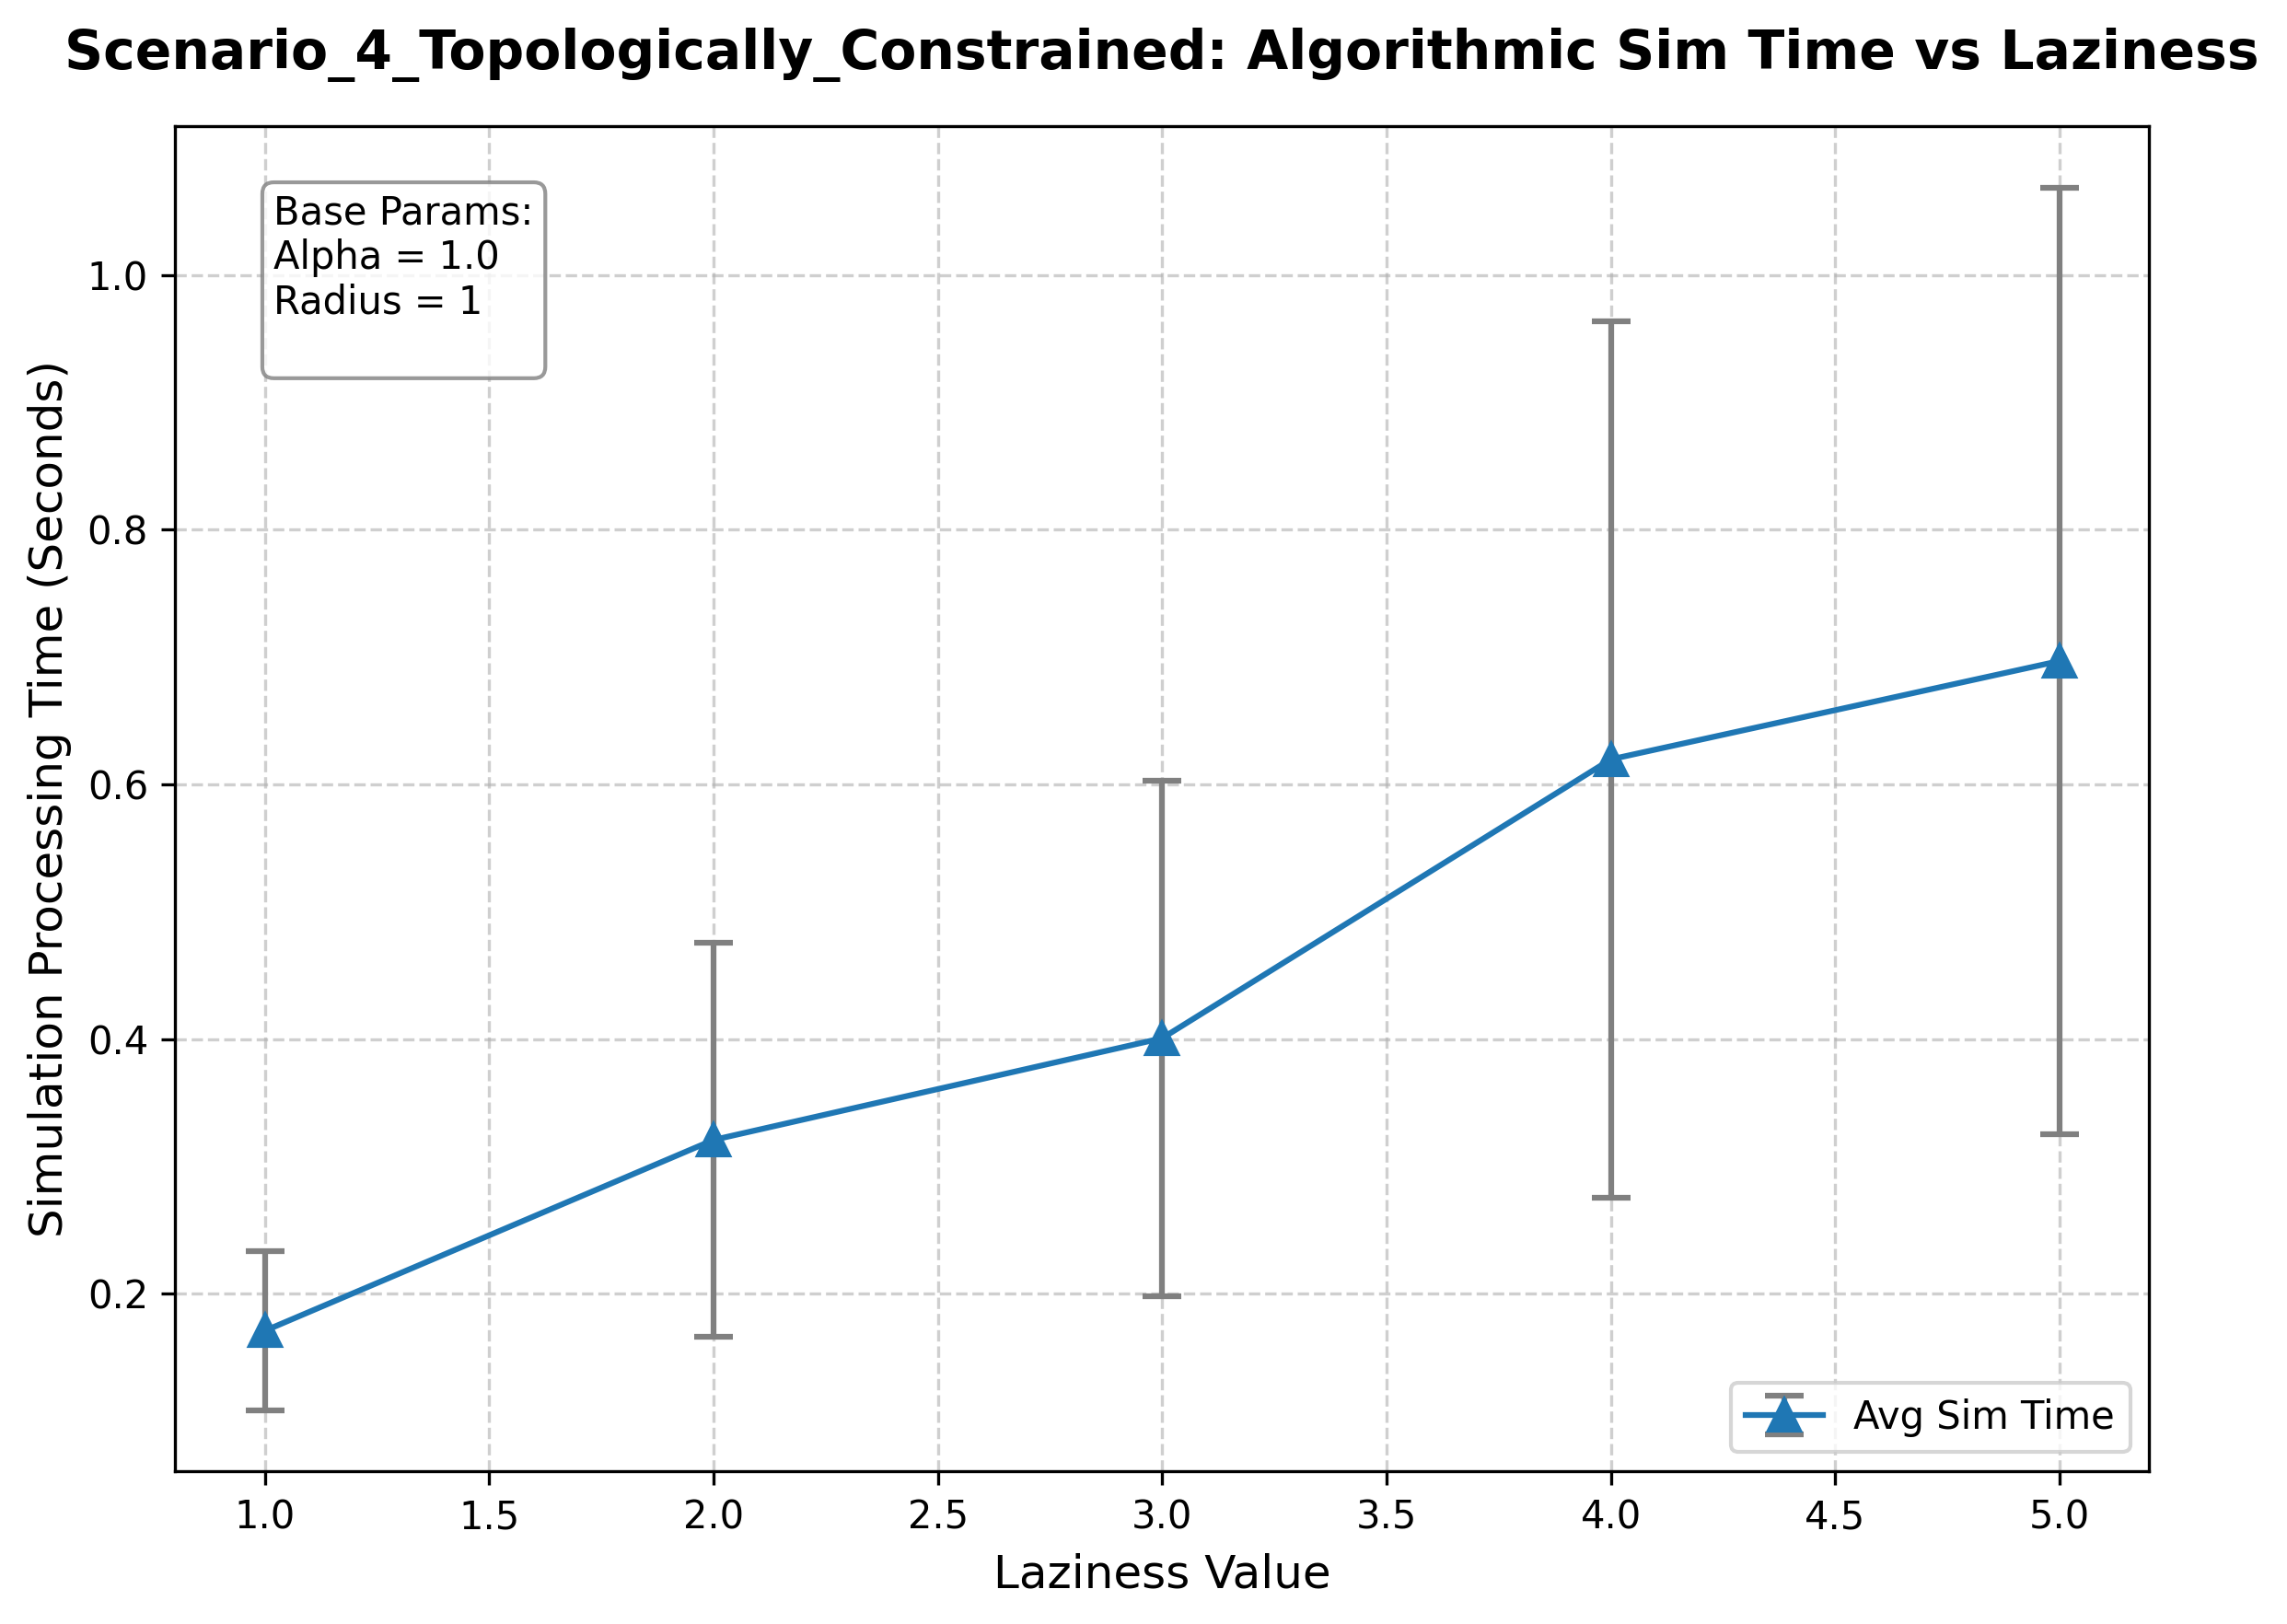 Scenario_4_Topologically_Constrained: Algorithmic Sim Time vs Laziness
Base Params:
Alpha = 1.0
Radius = 1
Simulation Processing Time (Seconds)
1.0
0.8
0.6
0.4
0.2
Avg Sim Time
1.0 1.5 2.0 2.5 3.0 3.5 4.0 4.5 5.0
Laziness Value